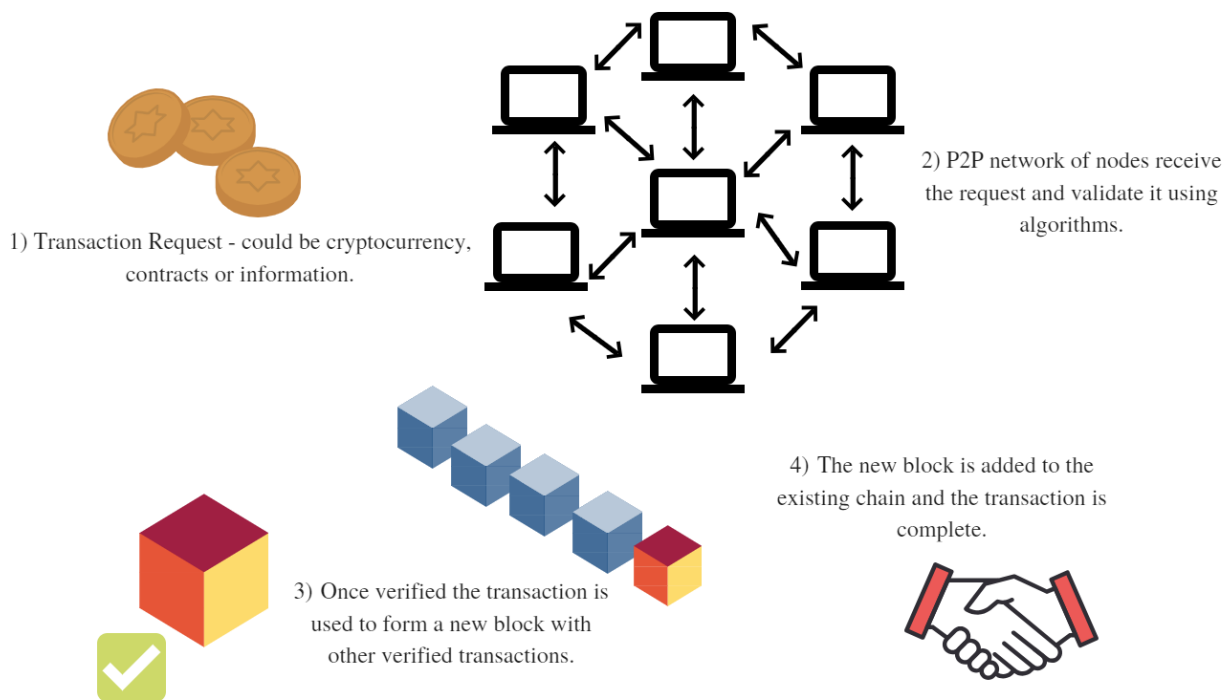 1) Transaction Request - could be cryptocurrency,
contracts or information.
2) P2P network of nodes receive
the request and validate it using
algorithms.
3) Once verified the transaction is
used to form a new block with
other verified transactions.
4) The new block is added to the
existing chain and the transaction is
complete.